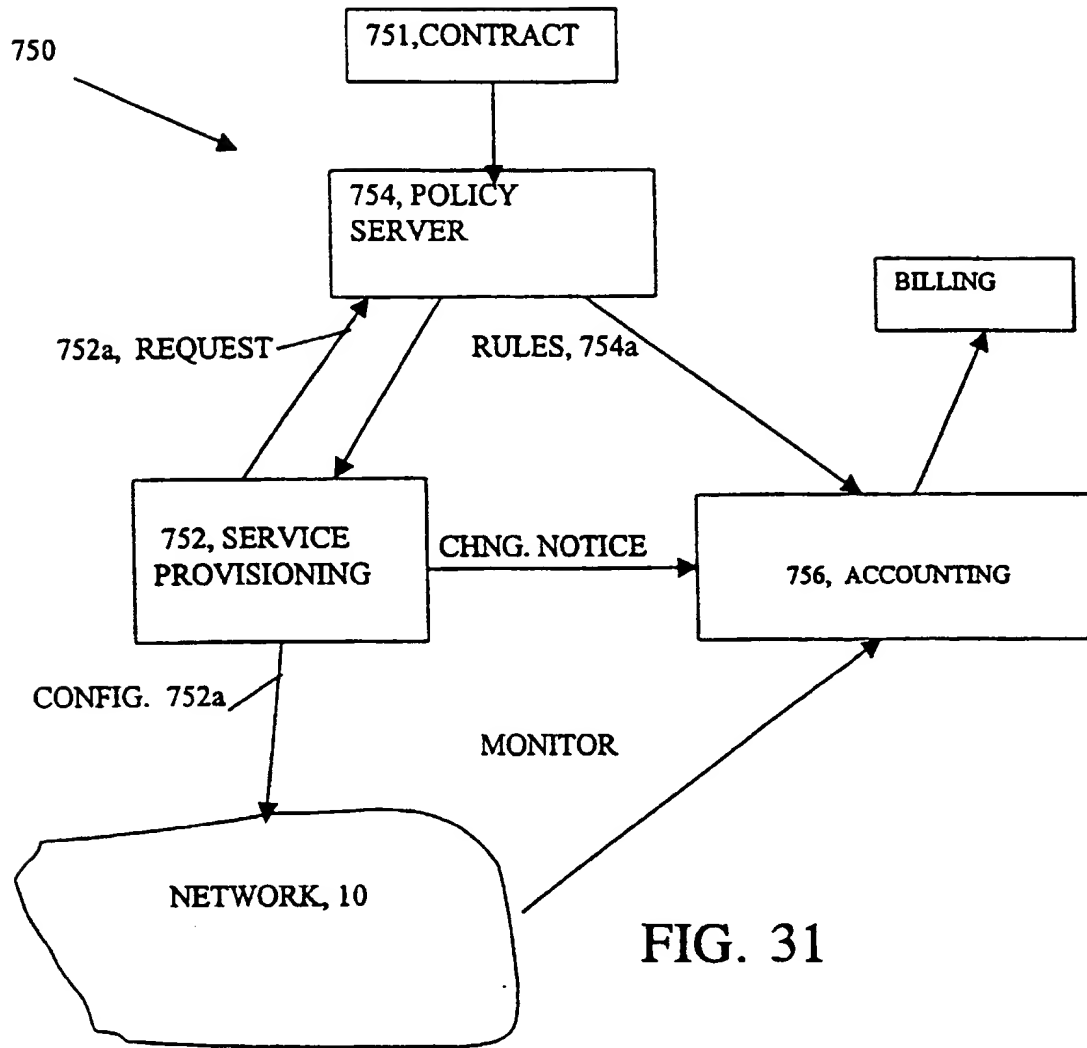 750
751,CONTRACT
754, POLICY
SERVER
BILLING
752a, REQUEST
RULES, 754a
752, SERVICE
PROVISIONING
CHNG. NOTICE
756, ACCOUNTING
CONFIG. 752a
MONITOR
NETWORK, 10
FIG. 31